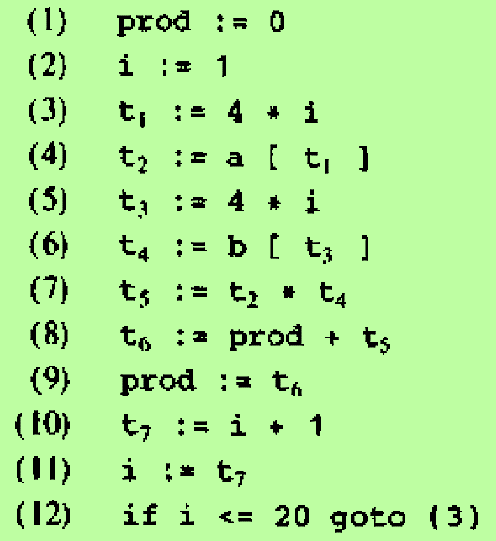 (1) prod := 0
(2) i := 1
(3) t₁ := 4 * i
(4) t₂ := a [ t₁ ]
(5) t₃ := 4 * i
(6) t₄ := b [ t₃ ]
(7) t₅ := t₂ * t₄
(8) t₆ := prod + t₅
(9) prod := t₆
(10) t₇ := i + 1
(11) i := t₇
(12) if i <= 20 goto (3)